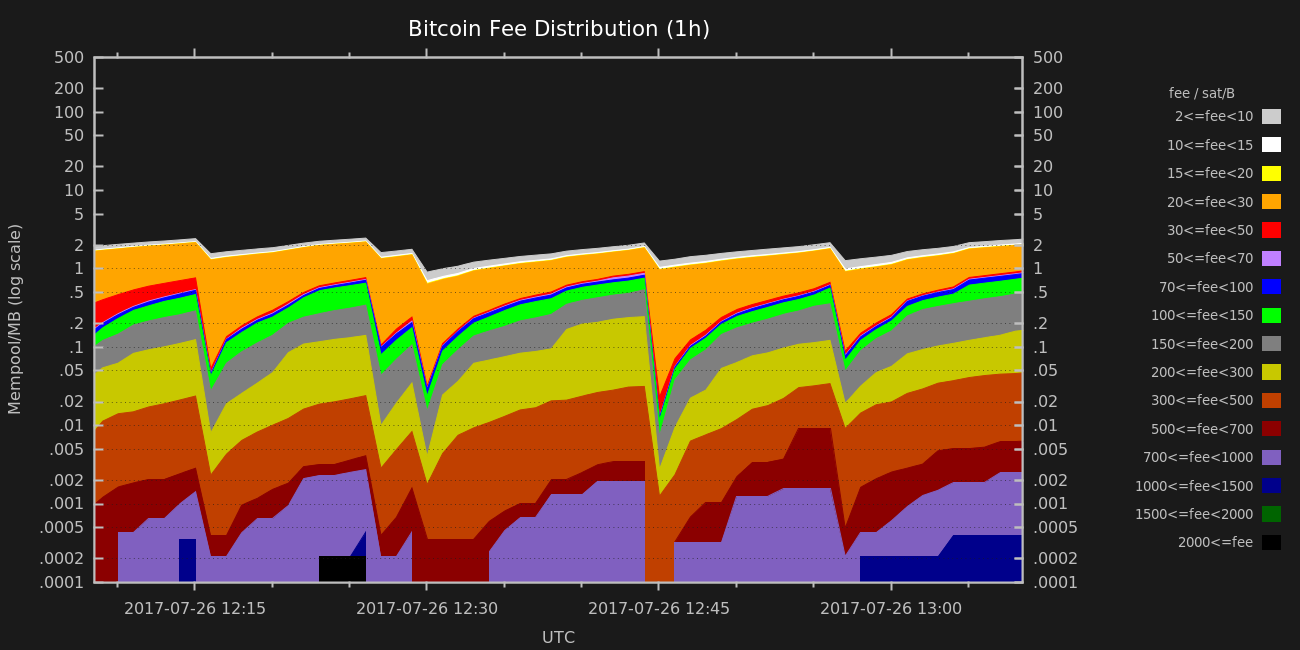 Bitcoin Fee Distribution (1h)
Mempool/MB (log scale)
500
200
100
50
20
10
5
2
1
.5
.2
.1
.05
.02
.01
.005
.002
.001
.0005
.0002
.0001
500
200
100
50
20
10
5
2
1
.5
.2
.1
.05
.02
.01
.005
.002
.001
.0005
.0002
.0001
2017-07-26 12:15
2017-07-26 12:30
2017-07-26 12:45
2017-07-26 13:00
UTC
fee / sat/B
2<=fee<10
10<=fee<15
15<=fee<20
20<=fee<30
30<=fee<50
50<=fee<70
70<=fee<100
100<=fee<150
150<=fee<200
200<=fee<300
300<=fee<500
500<=fee<700
700<=fee<1000
1000<=fee<1500
1500<=fee<2000
2000<=fee